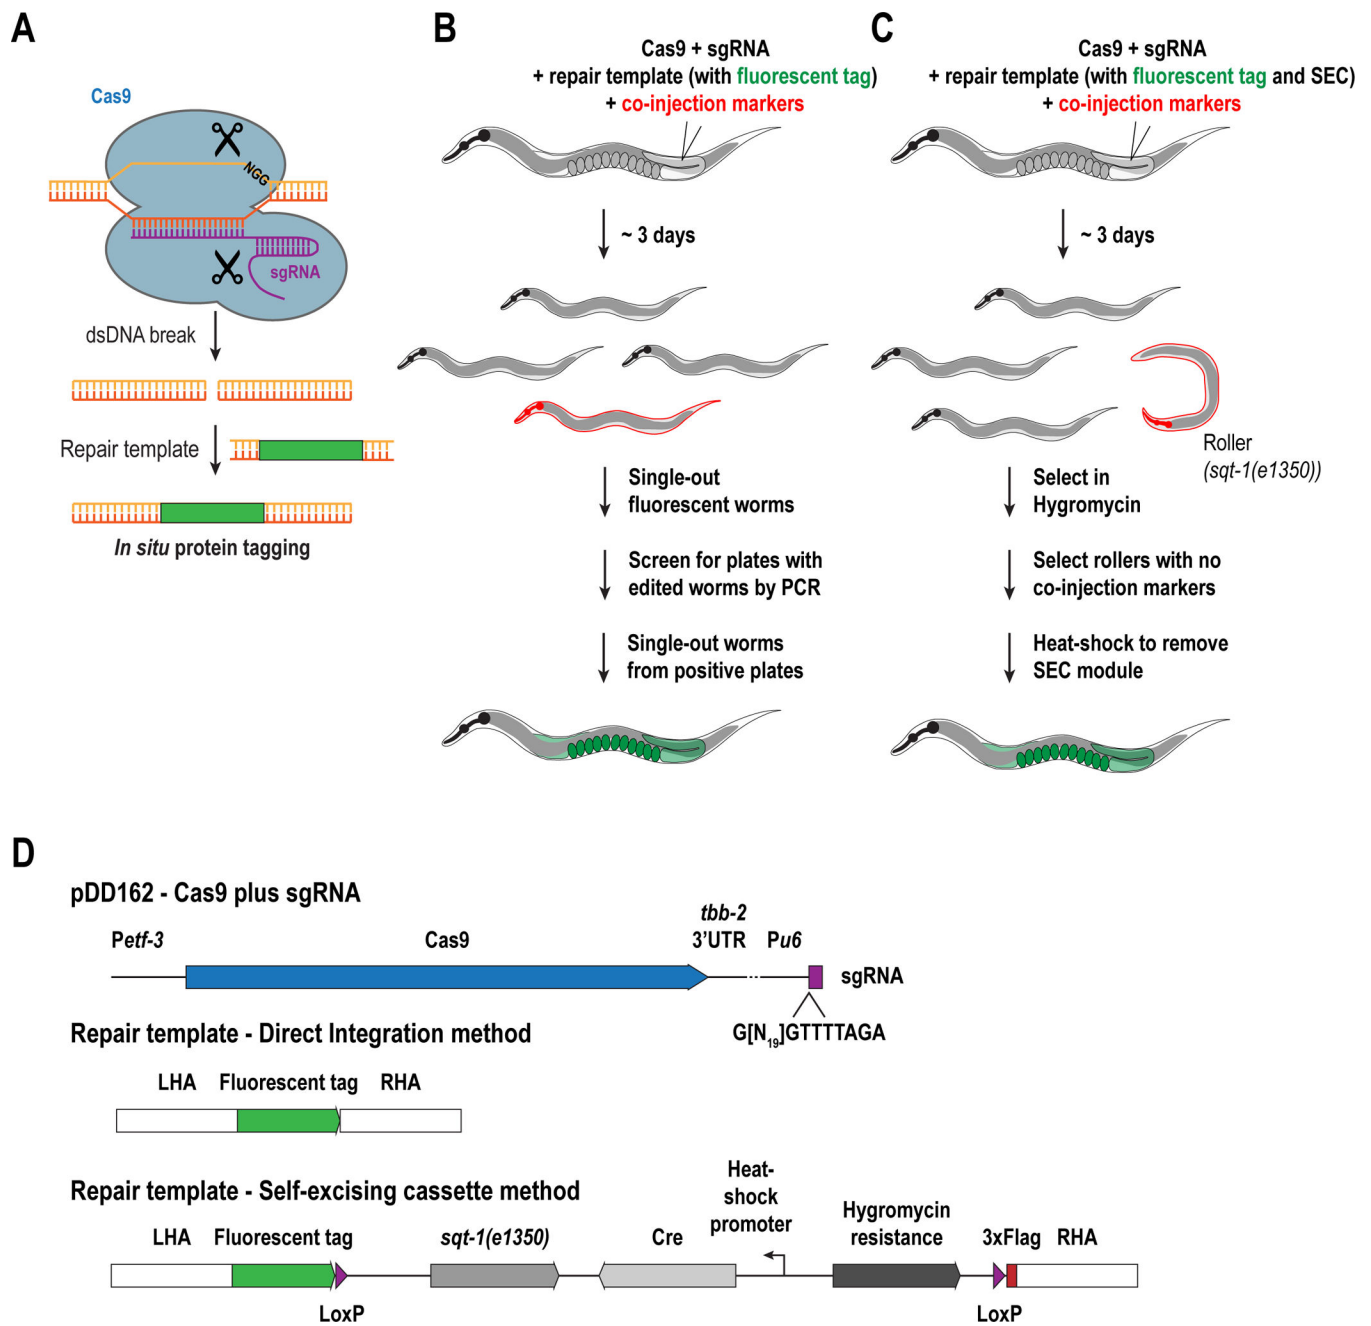 A
Cas9
NGG
sgRNA
dsDNA break
Repair template
In situ protein tagging
B
Cas9 + sgRNA
+ repair template (with fluorescent tag)
+ co-injection markers
~ 3 days
Single-out
fluorescent worms
Screen for plates with
edited worms by PCR
Single-out worms
from positive plates
C
Cas9 + sgRNA
+ repair template (with fluorescent tag and SEC)
+ co-injection markers
~ 3 days
Roller
(sqt-1(e1350))
Select in
Hygromycin
Select rollers with no
co-injection markers
Heat-shock to remove
SEC module
D
pDD162 - Cas9 plus sgRNA
Petf-3
Cas9
tbb-2
3'UTR
Pu6
sgRNA
G[N19]GTTTTAGA
Repair template - Direct Integration method
LHA
Fluorescent tag
RHA
Repair template - Self-excising cassette method
LHA
Fluorescent tag
LoxP
sqt-1(e1350)
Cre
Heat-
shock
promoter
Hygromycin
resistance
3xFlag
RHA
LoxP